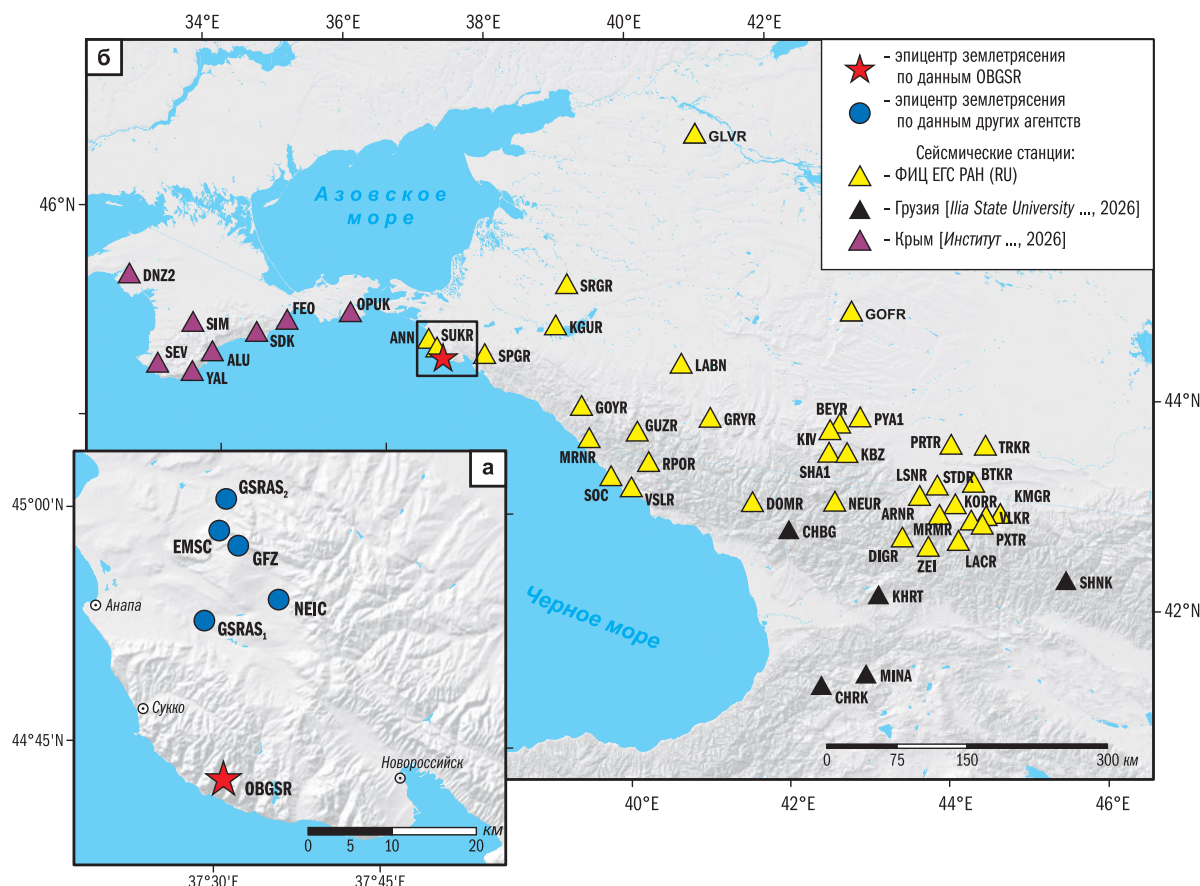 34°E
36°E
38°E
40°E
42°E
б
– эпицентр землетрясения
по данным OBGSR
– эпицентр землетрясения
по данным других агентств
Сейсмические станции:
– ФИЦ ЕГС РАН (RU)
– Грузия [Ilia State University ..., 2026]
– Крым [Институт ..., 2026]
GLVR
Азовское
море
46°N
DNZ2
SRGR
FEO
OPUK
GOFR
SIM
KGUR
SDK
ANN
SUKR
SEV
ALU
SPGR
YAL
LABN
44°N
GOYR
BEYR
PYA1
GRYR
GUZR
KIV
PRTR
TRKR
MRNR
KBZ
RPOR
SHA1
LSNR
STDR
BTKR
SOC
VSLR
DOMR
NEUR
KORR
KMGR
ARNR
VLKR
MRMR
CHBG
PXTR
DIGR
ZEI
LACR
SHNK
KHRT
42°N
Черное море
MINA
CHRK
0
75
150
300 км
40°E
42°E
44°E
46°E
а
GSRAS2
45°00'N
EMSC
GFZ
NEIC
Анапа
GSRAS1
Сукко
44°45'N
Новороссийск
OBGSR
км
0
5
10
20
37°30'E
37°45'E